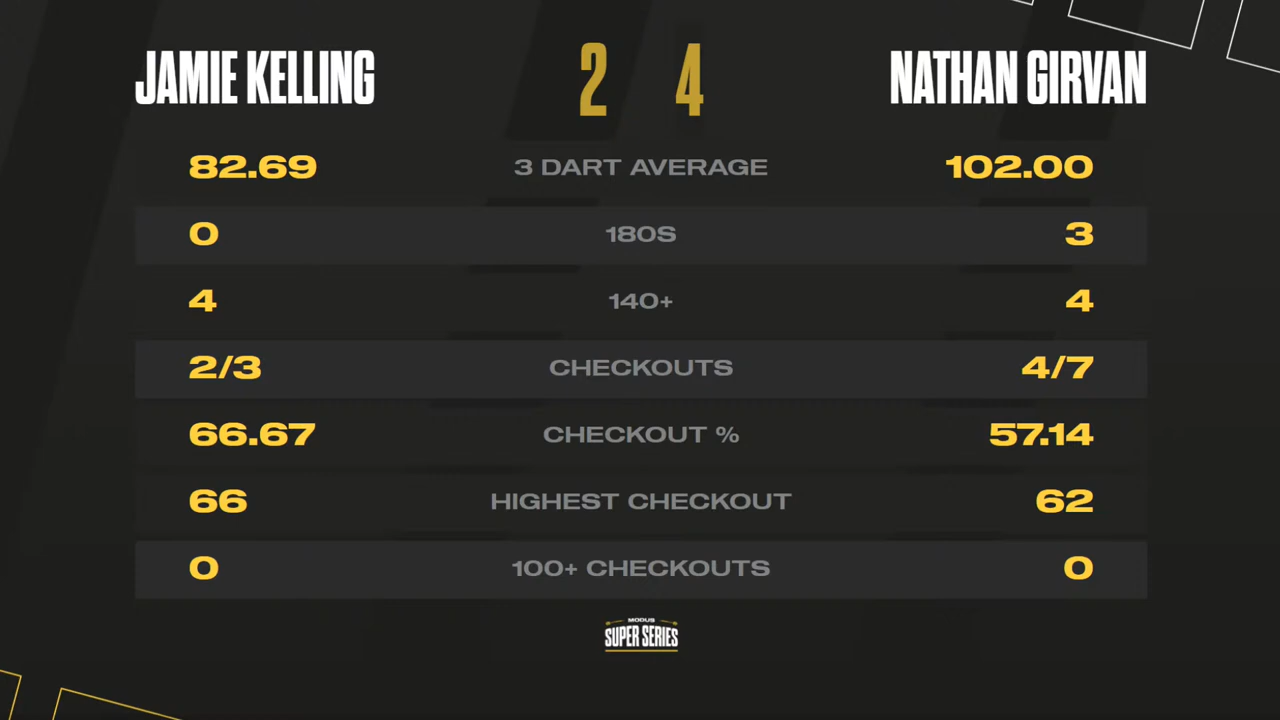 JAMIE KELLING 2 4 NATHAN GIRVAN
82.69 3 DART AVERAGE 102.00
0 180S 3
4 140+ 4
2/3 CHECKOUTS 4/7
66.67 CHECKOUT % 57.14
66 HIGHEST CHECKOUT 62
0 100+ CHECKOUTS 0
MODUS
SUPER SERIES